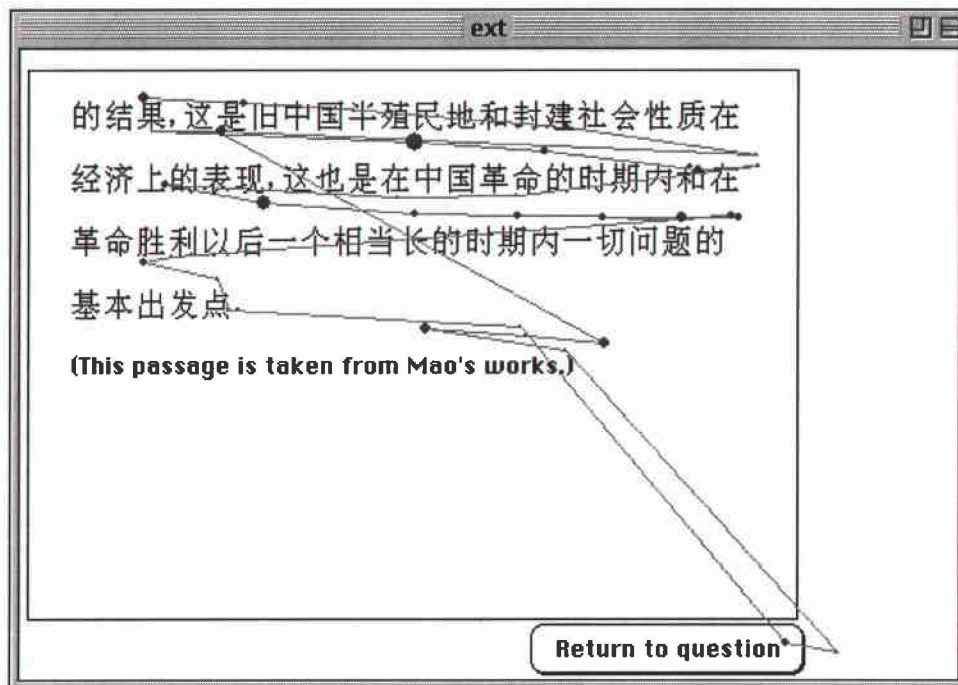 ext
的结果,这是旧中国半殖民地和封建社会性质在
经济上的表现,这也是在中国革命的时期内和在
革命胜利以后一个相当长的时期内一切问题的
基本出发点.
(This passage is taken from Mao's works.)
Return to question